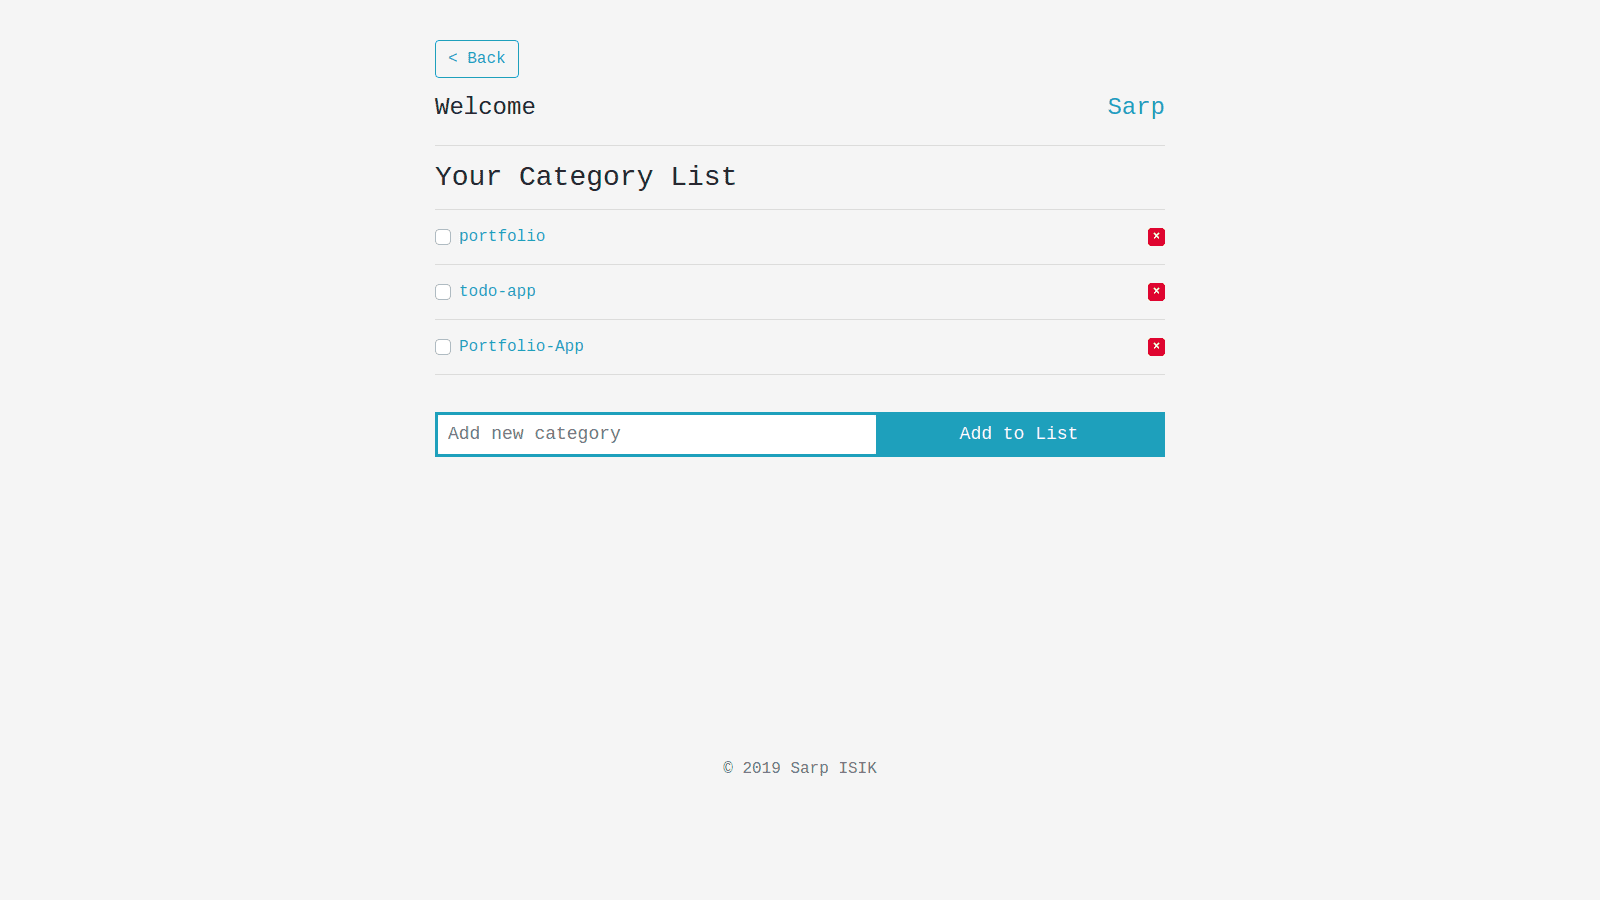 < Back
Welcome Sarp
Your Category List
portfolio ×
todo-app ×
Portfolio-App ×
Add new category Add to List
© 2019 Sarp ISIK